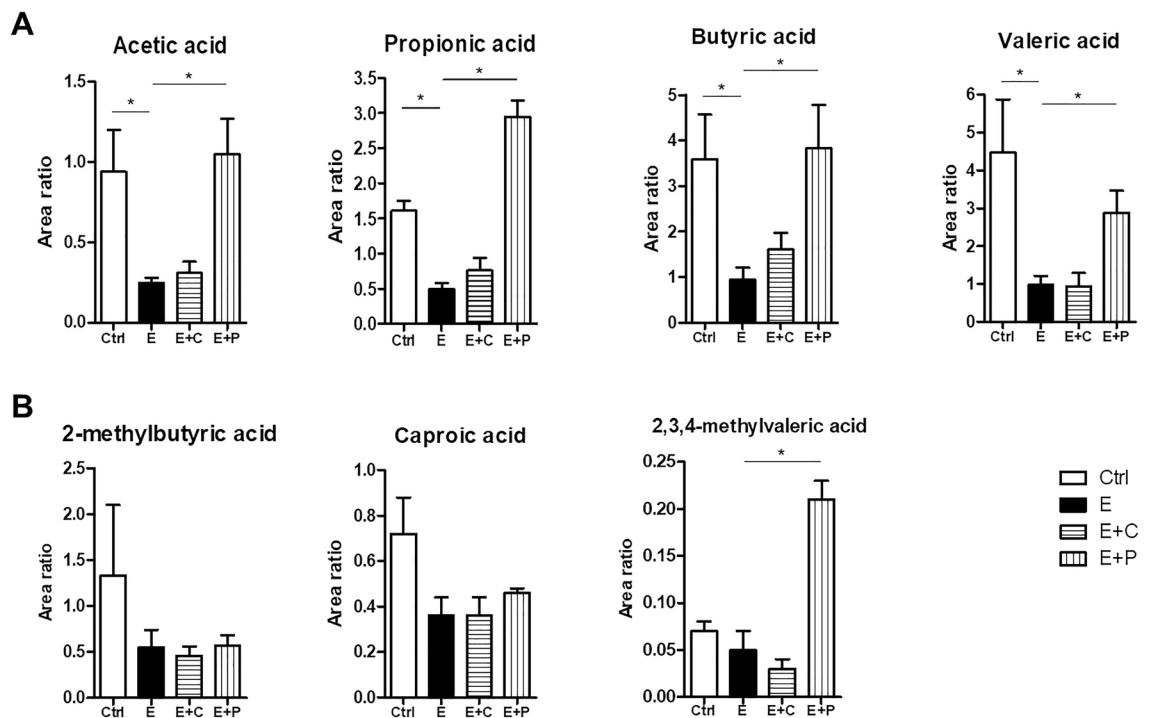 A
Acetic acid
Propionic acid
Butyric acid
Valeric acid
Area ratio
1.5
1.0
0.5
0.0
*
*
Ctrl E E+C E+P
Area ratio
3.5
3.0
2.5
2.0
1.5
1.0
0.5
0.0
*
*
Ctrl E E+C E+P
Area ratio
5
4
3
2
1
0
*
*
Ctrl E E+C E+P
Area ratio
6
5
4
3
2
1
0
*
*
Ctrl E E+C E+P
B
2-methylbutyric acid
Caproic acid
2,3,4-methylvaleric acid
Area ratio
2.5
2.0
1.5
1.0
0.5
0.0
Ctrl E E+C E+P
Area ratio
1.0
0.8
0.6
0.4
0.2
0.0
Ctrl E E+C E+P
Area ratio
0.25
0.20
0.15
0.10
0.05
0.00
*
Ctrl E E+C E+P
Ctrl
E
E+C
E+P